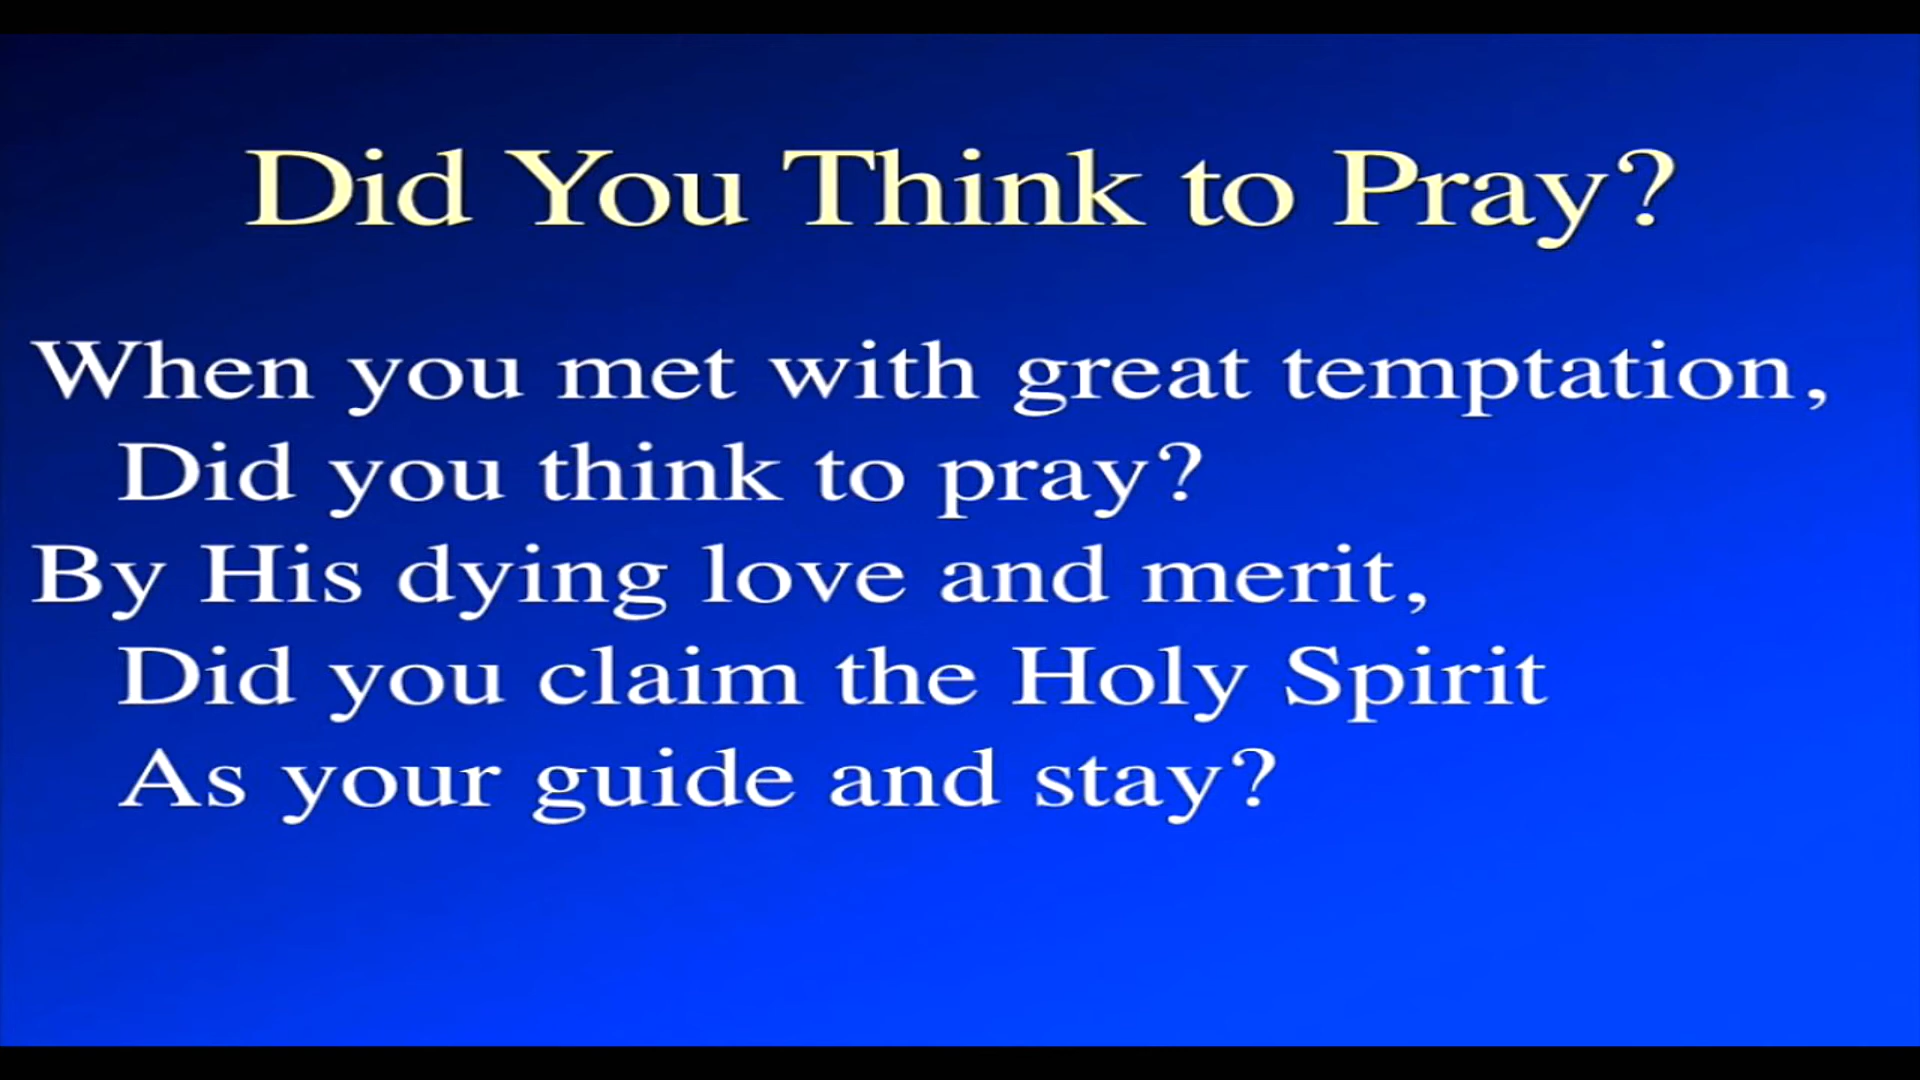 Did You Think to Pray?
When you met with great temptation,
Did you think to pray?
By His dying love and merit,
Did you claim the Holy Spirit
As your guide and stay?